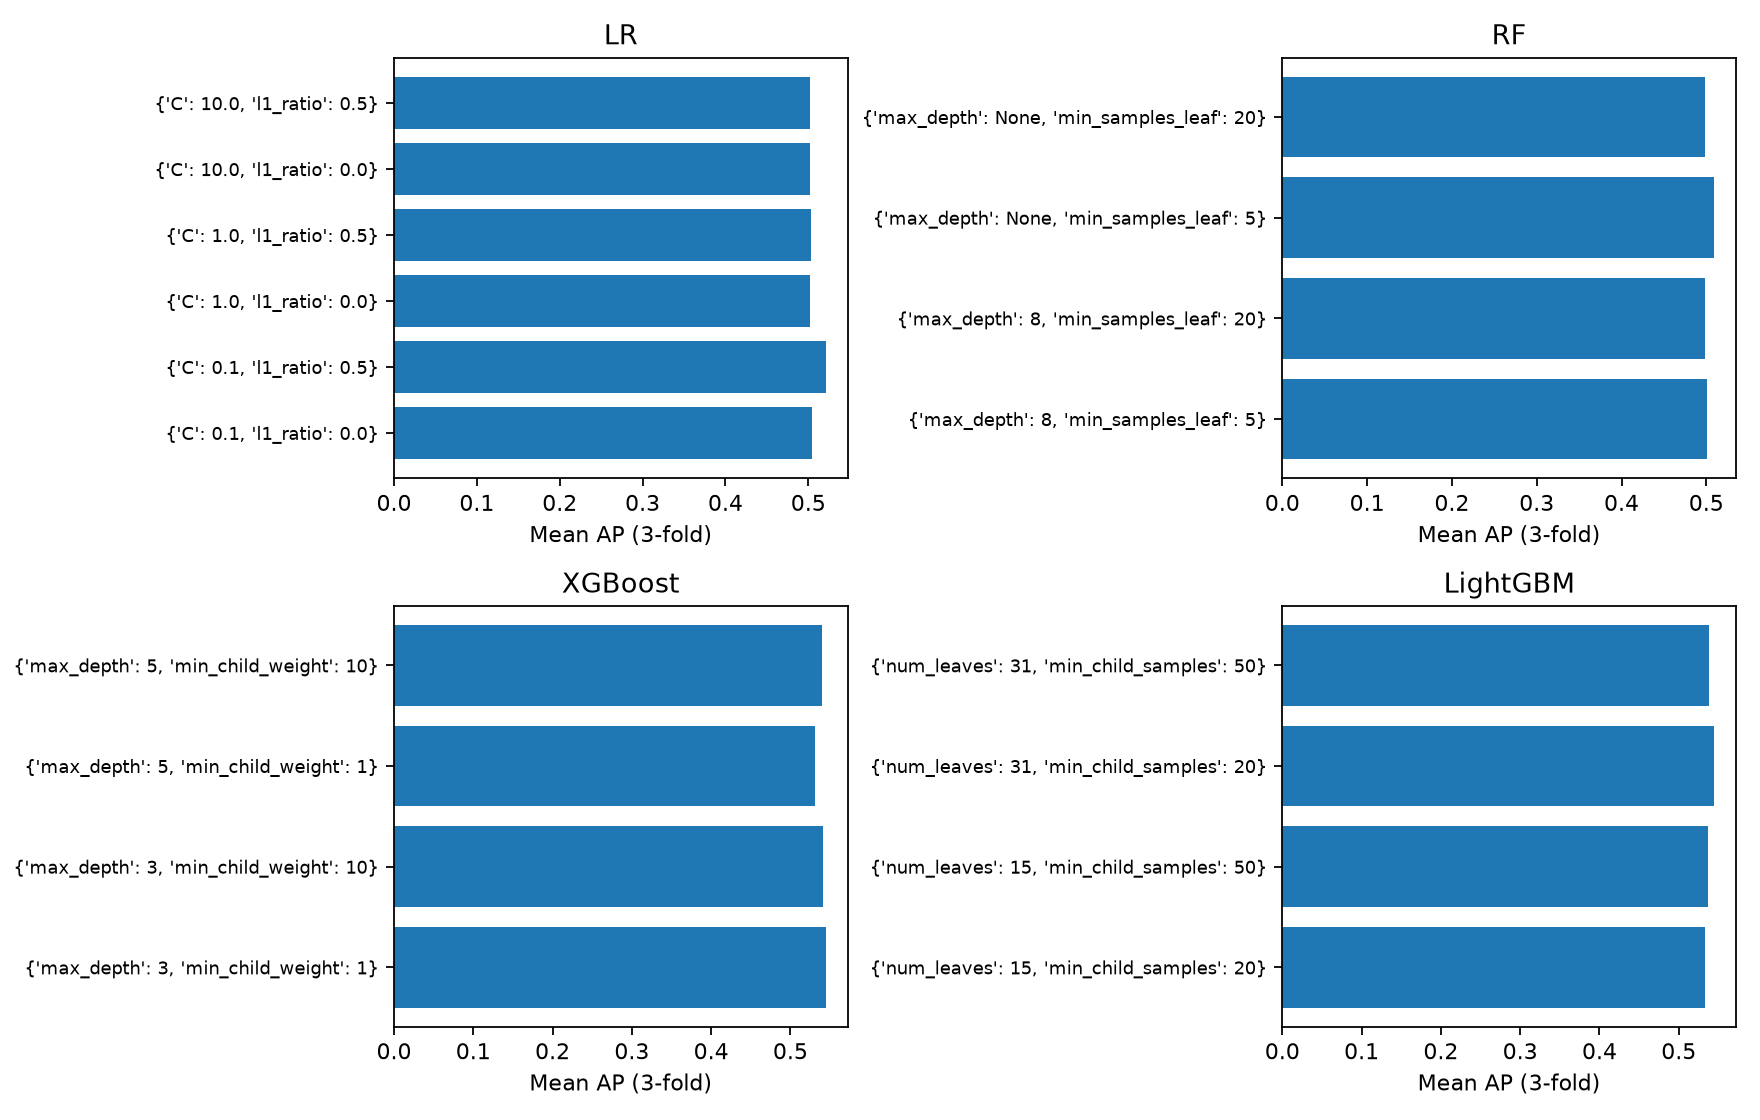 LR
{'C': 10.0, 'l1_ratio': 0.5}
{'C': 10.0, 'l1_ratio': 0.0}
{'C': 1.0, 'l1_ratio': 0.5}
{'C': 1.0, 'l1_ratio': 0.0}
{'C': 0.1, 'l1_ratio': 0.5}
{'C': 0.1, 'l1_ratio': 0.0}
0.0 0.1 0.2 0.3 0.4 0.5
Mean AP (3-fold)
RF
{'max_depth': None, 'min_samples_leaf': 20}
{'max_depth': None, 'min_samples_leaf': 5}
{'max_depth': 8, 'min_samples_leaf': 20}
{'max_depth': 8, 'min_samples_leaf': 5}
0.0 0.1 0.2 0.3 0.4 0.5
Mean AP (3-fold)
XGBoost
{'max_depth': 5, 'min_child_weight': 10}
{'max_depth': 5, 'min_child_weight': 1}
{'max_depth': 3, 'min_child_weight': 10}
{'max_depth': 3, 'min_child_weight': 1}
0.0 0.1 0.2 0.3 0.4 0.5
Mean AP (3-fold)
LightGBM
{'num_leaves': 31, 'min_child_samples': 50}
{'num_leaves': 31, 'min_child_samples': 20}
{'num_leaves': 15, 'min_child_samples': 50}
{'num_leaves': 15, 'min_child_samples': 20}
0.0 0.1 0.2 0.3 0.4 0.5
Mean AP (3-fold)